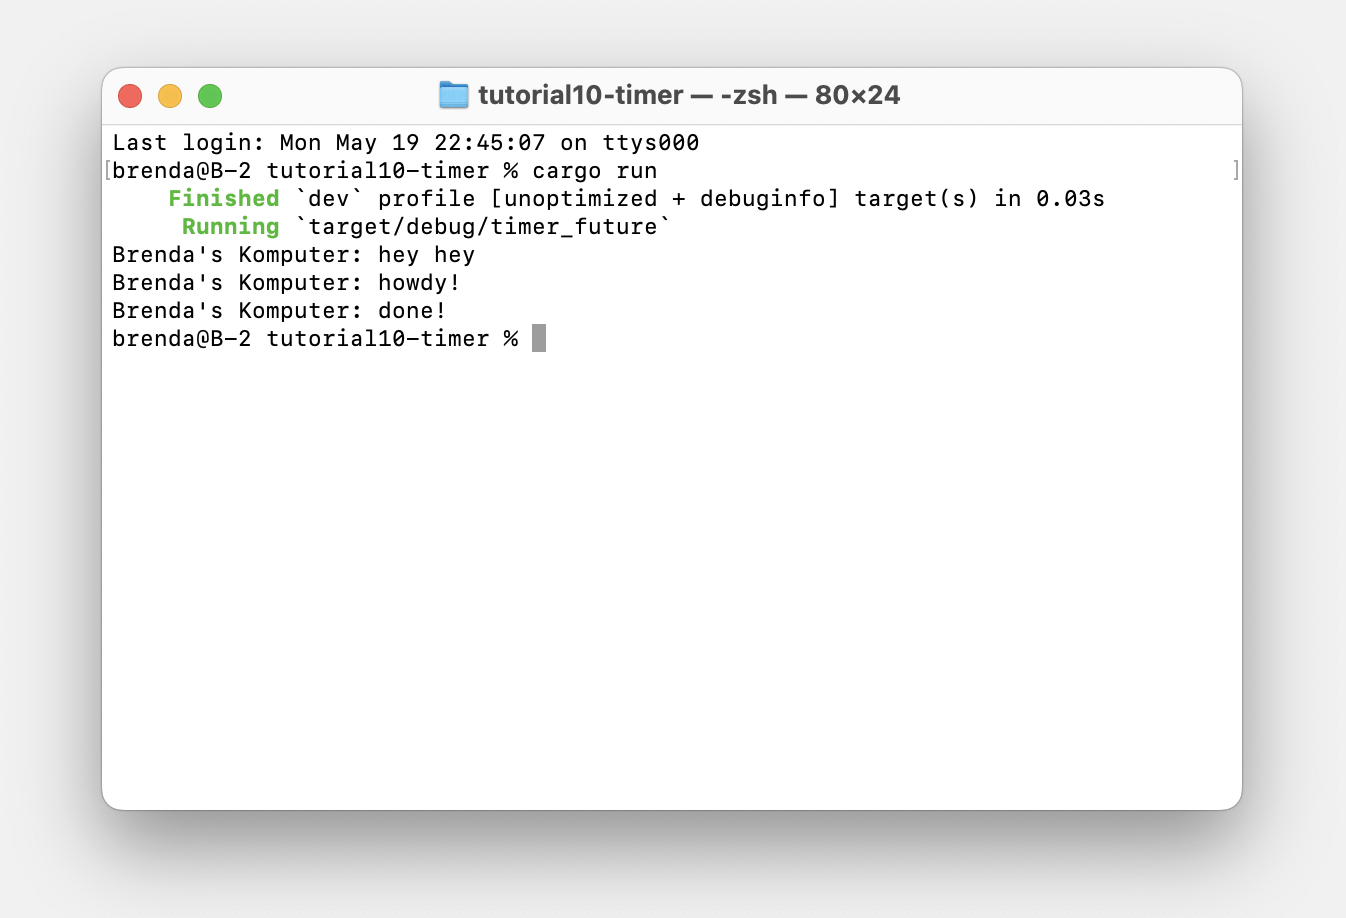 tutorial10-timer — -zsh — 80×24
Last login: Mon May 19 22:45:07 on ttys000
[brenda@B-2 tutorial10-timer % cargo run ]
    Finished `dev` profile [unoptimized + debuginfo] target(s) in 0.03s
     Running `target/debug/timer_future`
Brenda's Komputer: hey hey
Brenda's Komputer: howdy!
Brenda's Komputer: done!
brenda@B-2 tutorial10-timer %